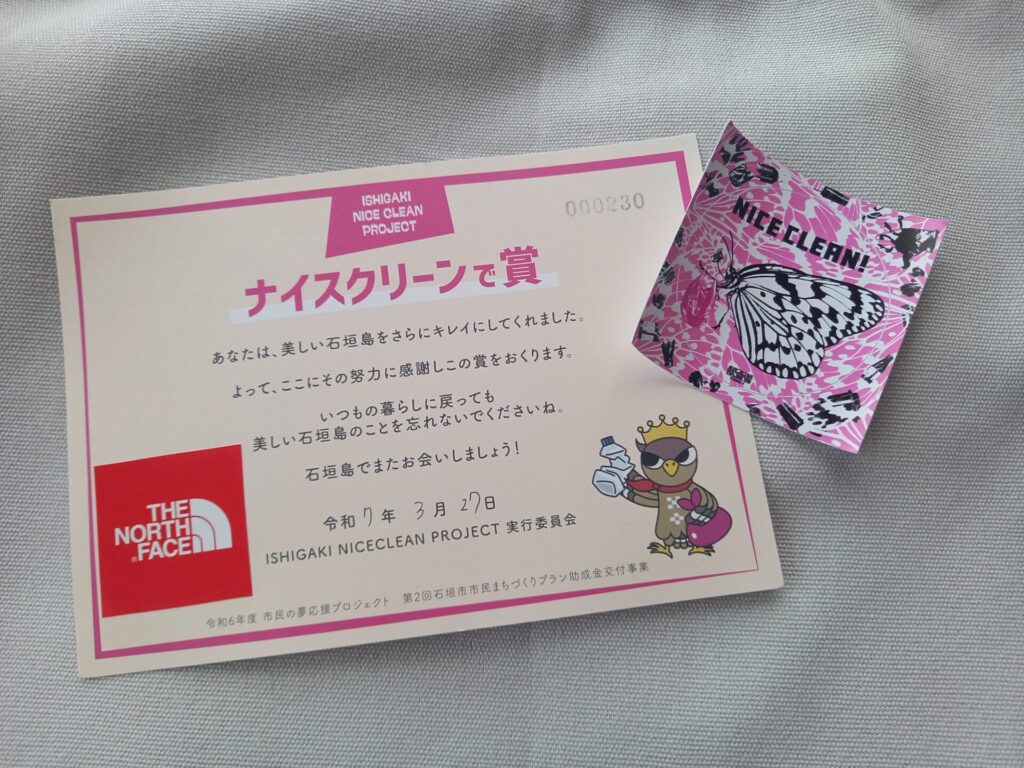 ISHIGAKI
NICE CLEAN
PROJECT
000230
ナイスクリーンで賞
あなたは、美しい石垣島をさらにキレイにしてくれました。
よって、ここにその努力に感謝しこの賞をおくります。
いつもの暮らしに戻っても
美しい石垣島のことを忘れないでくださいね。
石垣島でまたお会いしましょう！
令和 7 年 3 月 27 日
ISHIGAKI NICECLEAN PROJECT 実行委員会
令和6年度 市民の夢応援プロジェクト 第2回石垣市市民まちづくりプラン助成金交付事業
THE
NORTH
FACE
NICE CLEAN!